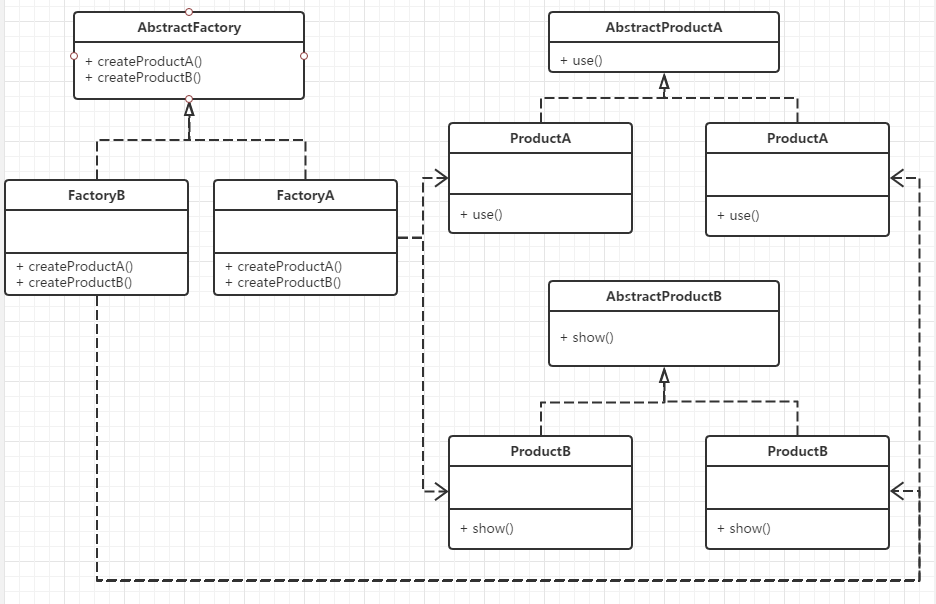 AbstractFactory
+ createProductA()
+ createProductB()
AbstractProductA
+ use()
ProductA
+ use()
ProductA
+ use()
FactoryB
+ createProductA()
+ createProductB()
FactoryA
+ createProductA()
+ createProductB()
AbstractProductB
+ show()
ProductB
+ show()
ProductB
+ show()